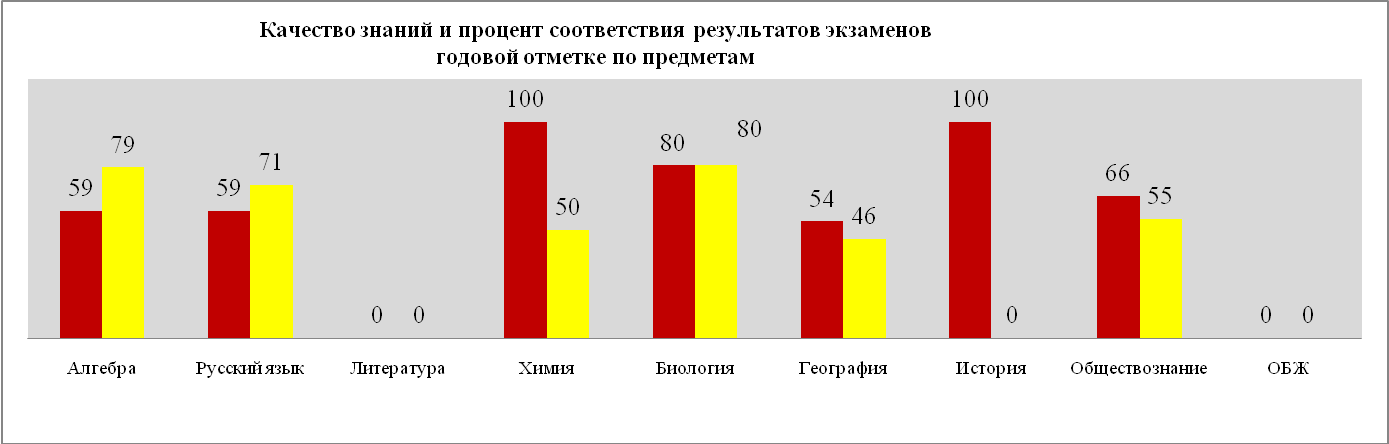 Качество знаний и процент соответствия результатов экзаменов
годовой отметке по предметам
59 79 59 71 0 0 100 50 80 80 54 46 100 0 66 55 0 0
Алгебра Русский язык Литература Химия Биология География История Обществознание ОБЖ